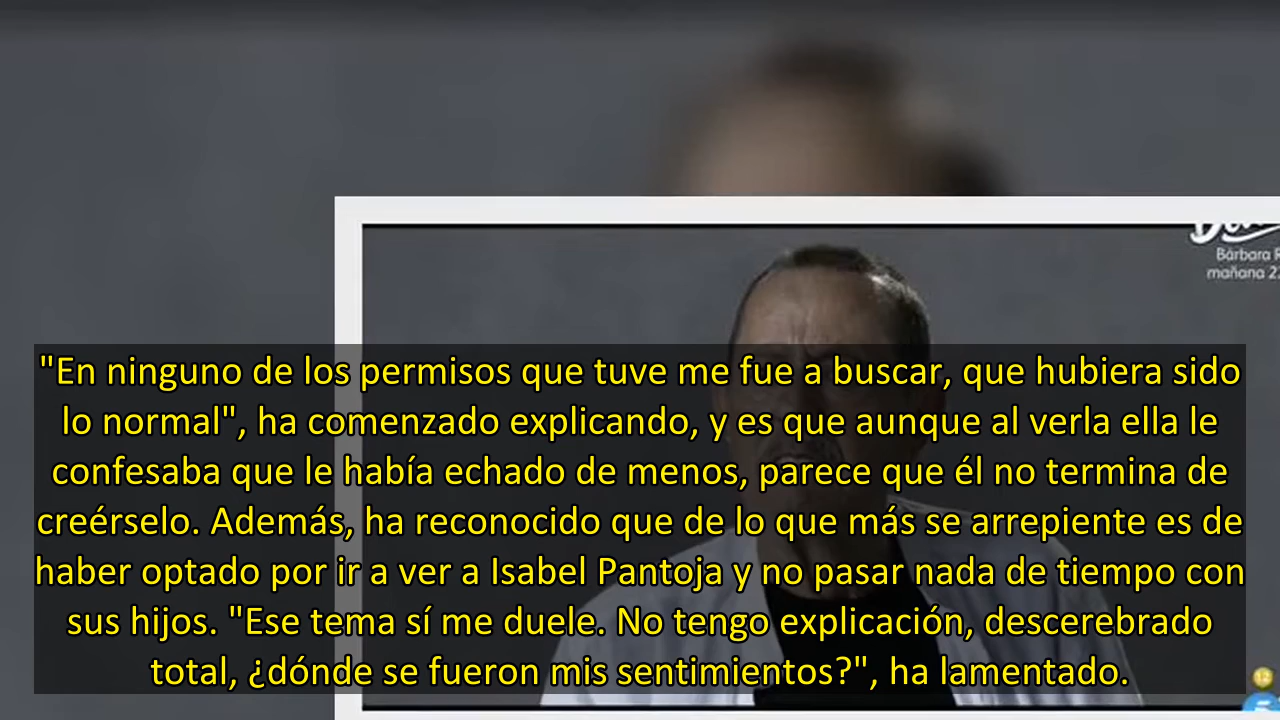 Bárbara
mañana
"En ninguno de los permisos que tuve me fue a buscar, que hubiera sido
lo normal", ha comenzado explicando, y es que aunque al verla ella le
confesaba que le había echado de menos, parece que él no termina de
creérselo. Además, ha reconocido que de lo que más se arrepiente es de
haber optado por ir a ver a Isabel Pantoja y no pasar nada de tiempo con
sus hijos. "Ese tema sí me duele. No tengo explicación, descerebrado
total, ¿dónde se fueron mis sentimientos?", ha lamentado.
12